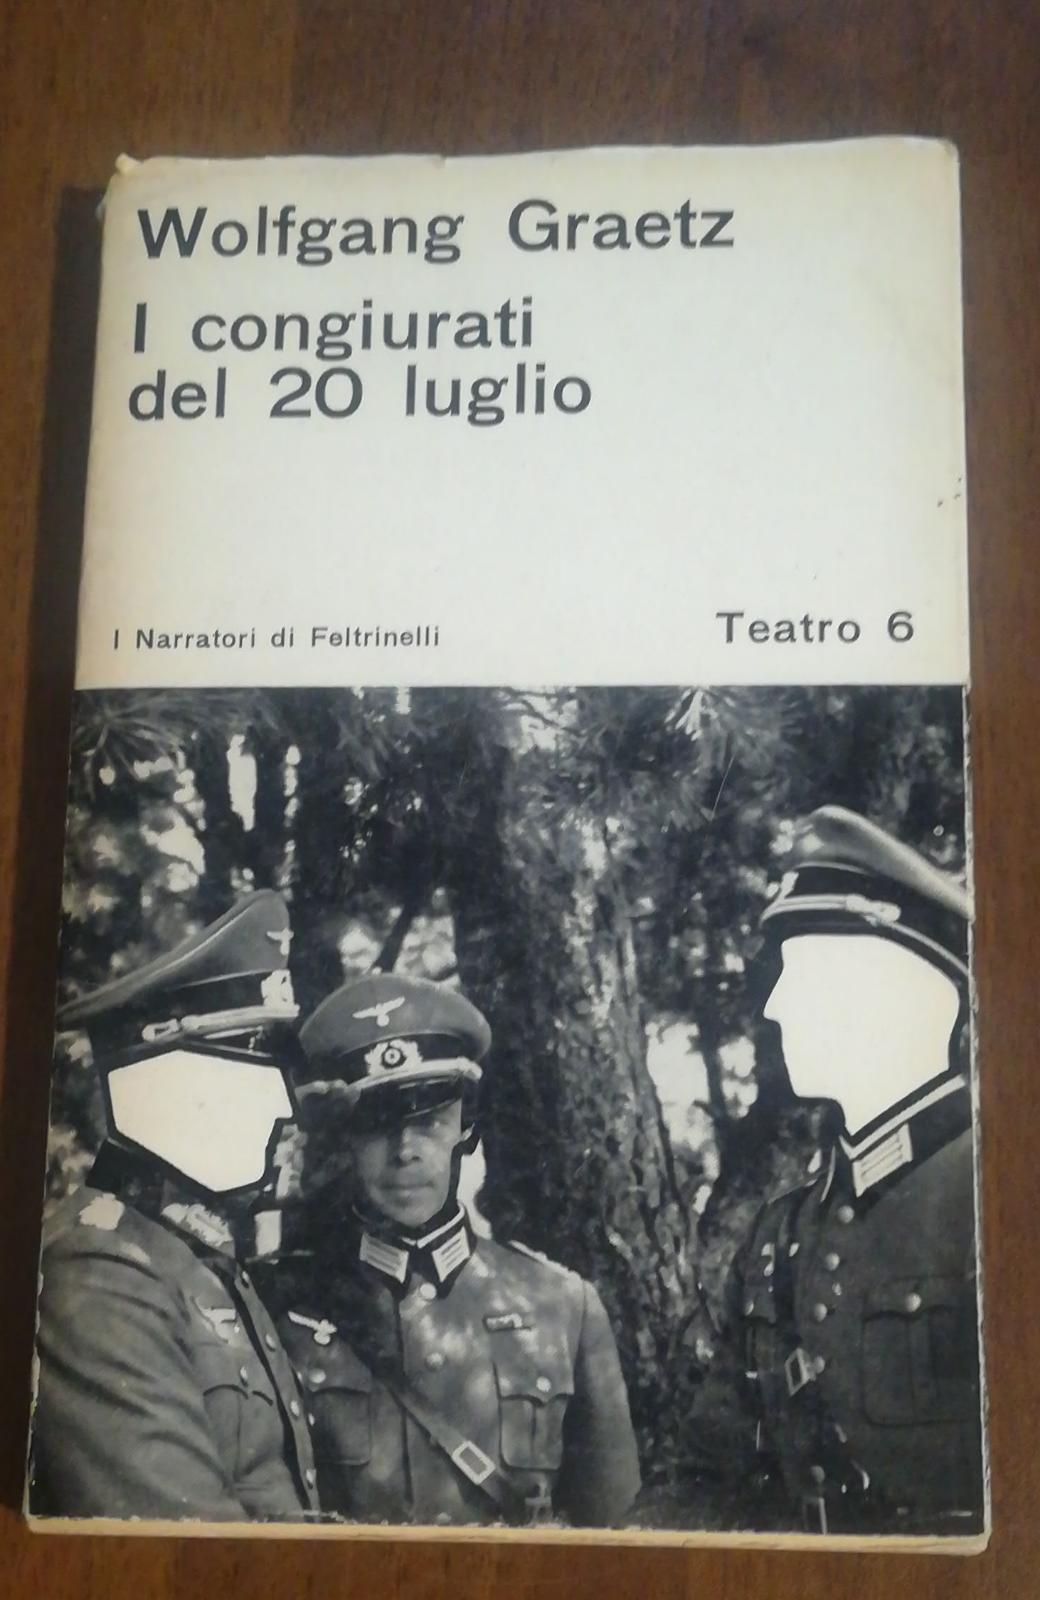 Wolfgang Graetz
I congiurati
del 20 luglio
I Narratori di Feltrinelli
Teatro 6